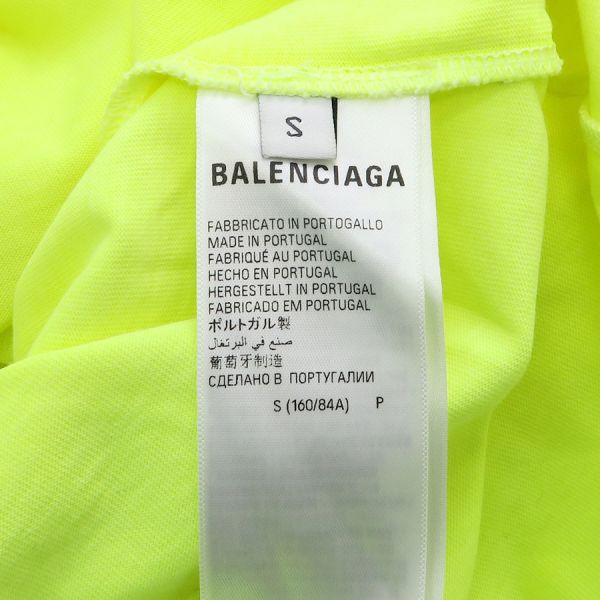 S
BALENCIAGA
FABBRICATO IN PORTOGALLO
MADE IN PORTUGAL
FABRIQUÉ AU PORTUGAL
HECHO EN PORTUGAL
HERGESTELLT IN PORTUGAL
FABRICADO EM PORTUGAL
ポルトガル製
صنع في البرتغال
葡萄牙制造
СДЕЛАНО В ПОРТУГАЛИИ
S (160/84A) P